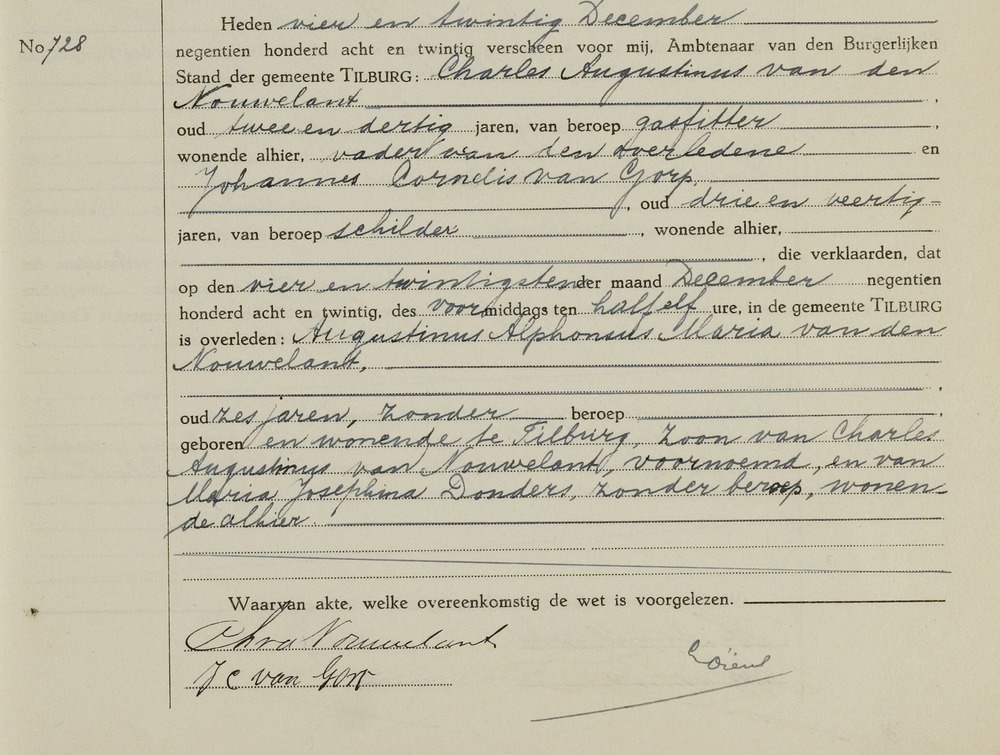 Heden vier en twintig December
No 728
negentien honderd acht en twintig verscheen voor mij, Ambtenaar van den Burgerlijken
Stand der gemeente TILBURG: Charles Augustinus van den
Nouwelant,
oud twee en dertig jaren, van beroep gasfitter,
wonende alhier, vader van den overledene en
Johannes Cornelis van Gorp,
, oud drie en veertig
jaren, van beroep schilder, wonende alhier,
, die verklaarden, dat
op den vier en twintigsten der maand December negentien
honderd acht en twintig, des voormiddags ten half elf ure, in de gemeente TILBURG
is overleden: Augustinus Alphonsus Maria van den
Nouwelant,
,
oud zes jaren, zonder beroep,
geboren en wonende te Tilburg, zoon van Charles
Augustinus van Nouwelant, voornoemd, en van
Maria Josephina Donders, zonder beroep, wonen-
de alhier
Waarvan akte, welke overeenkomstig de wet is voorgelezen.
Nouwelant
J C van Gorp